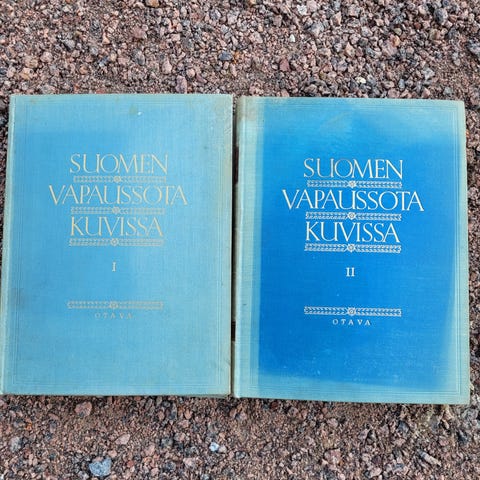 SUOMEN
VAPAUSSOTA
KUVISSA
I
OTAVA
SUOMEN
VAPAUSSOTA
KUVISSA
II
OTAVA